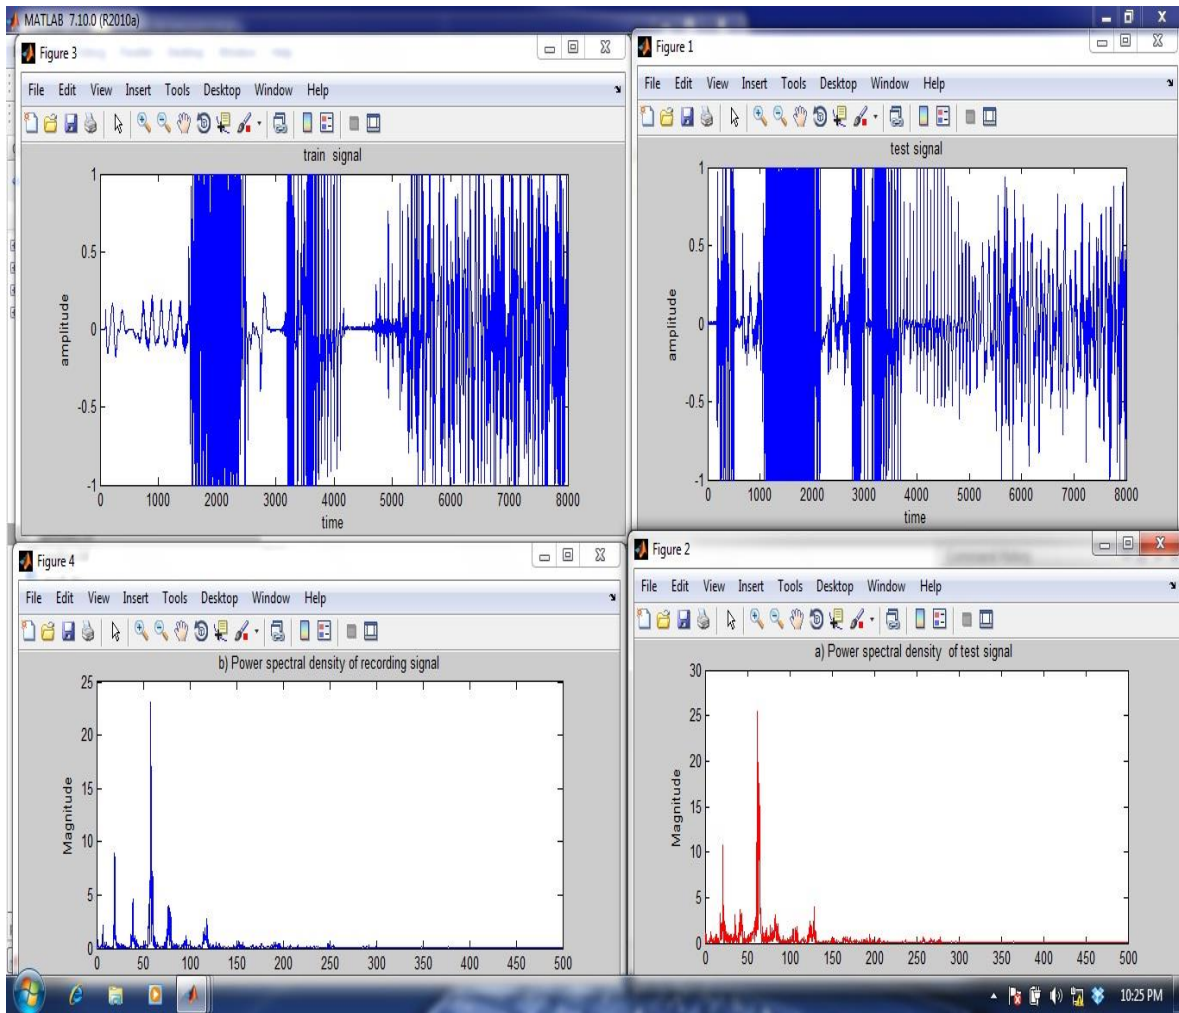 MATLAB 7.10.0 (R2010a)
Figure 3
File Edit View Insert Tools Desktop Window Help
train signal
1
0.5
0
-0.5
-1
amplitude
0 1000 2000 3000 4000 5000 6000 7000 8000
time
Figure 1
File Edit View Insert Tools Desktop Window Help
test signal
1
0.5
0
-0.5
-1
amplitude
0 1000 2000 3000 4000 5000 6000 7000 8000
time
Figure 4
File Edit View Insert Tools Desktop Window Help
b) Power spectral density of recording signal
25
20
15
10
5
0
Magnitude
0 50 100 150 200 250 300 350 400 450 500
Figure 2
File Edit View Insert Tools Desktop Window Help
a) Power spectral density of test signal
30
25
20
15
10
5
0
Magnitude
0 50 100 150 200 250 300 350 400 450 500
10:25 PM